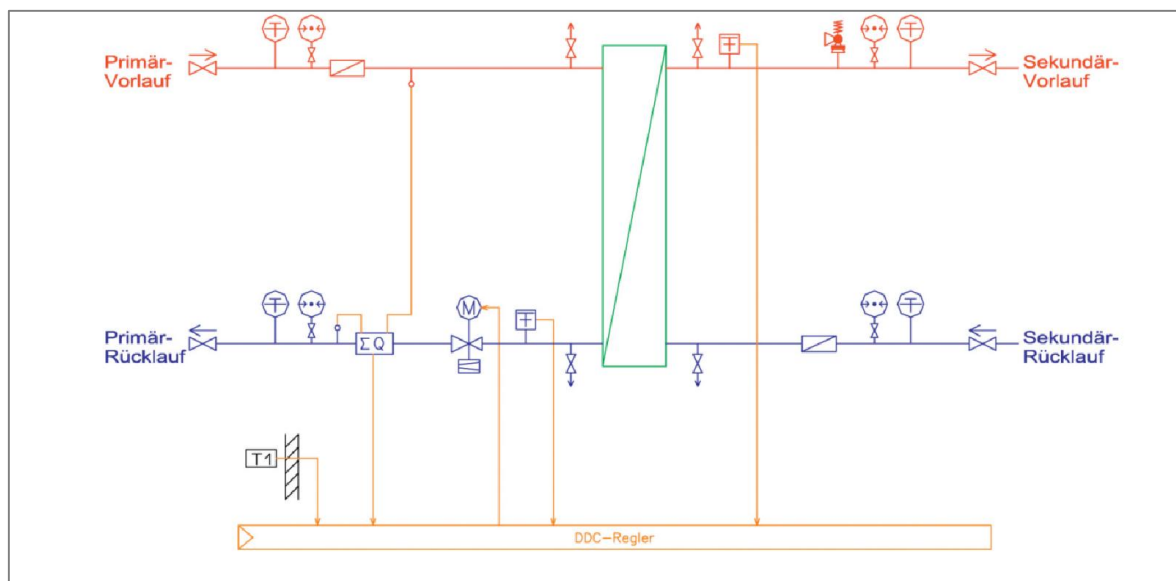 Primär-
Vorlauf
Sekundär-
Vorlauf
T
T
Primär-
Rücklauf
Sekundär-
Rücklauf
T
M
T
ΣQ
T1
DDC-Regler